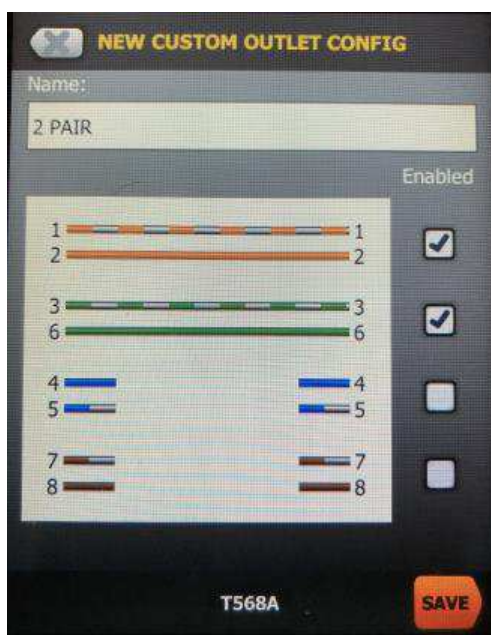 NEW CUSTOM OUTLET CONFIG
Name:
2 PAIR
Enabled
1 1
2 2
3 3
6 6
4 4
5 5
7 7
8 8
T568A
SAVE